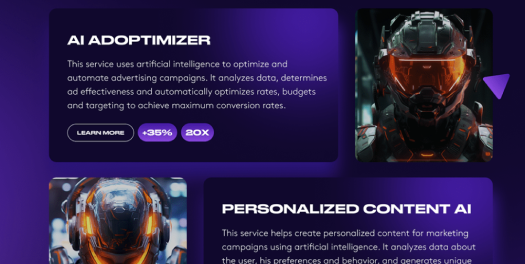 AI ADOPTIMIZER
This service uses artificial intelligence to optimize and
automate advertising campaigns. It analyzes data, determines
ad effectiveness and automatically optimizes rates, budgets
and targeting to achieve maximum conversion rates.
LEARN MORE +35% 20X
PERSONALIZED CONTENT AI
This service helps create personalized content for marketing
campaigns using artificial intelligence. It analyzes data about
the user, his preferences and behavior, and generates unique